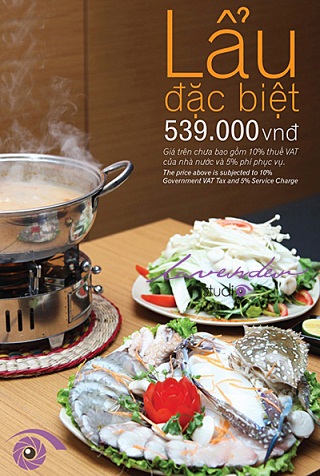 Lẩu
đặc biệt
539.000 vnđ
Giá trên chưa bao gồm 10% thuế VAT
của nhà nước và 5% phí phục vụ.
The price above is subjected to 10%
Government VAT Tax and 5% Service Charge
Lavender
studio